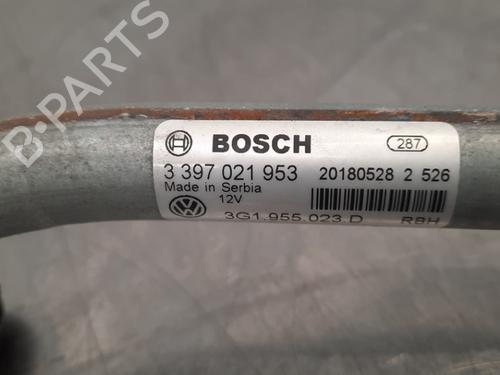 B-PARTS
BOSCH 287
3 397 021 953 20180528 2 526
Made in Serbia
12V
3G1 955 023 D RBH